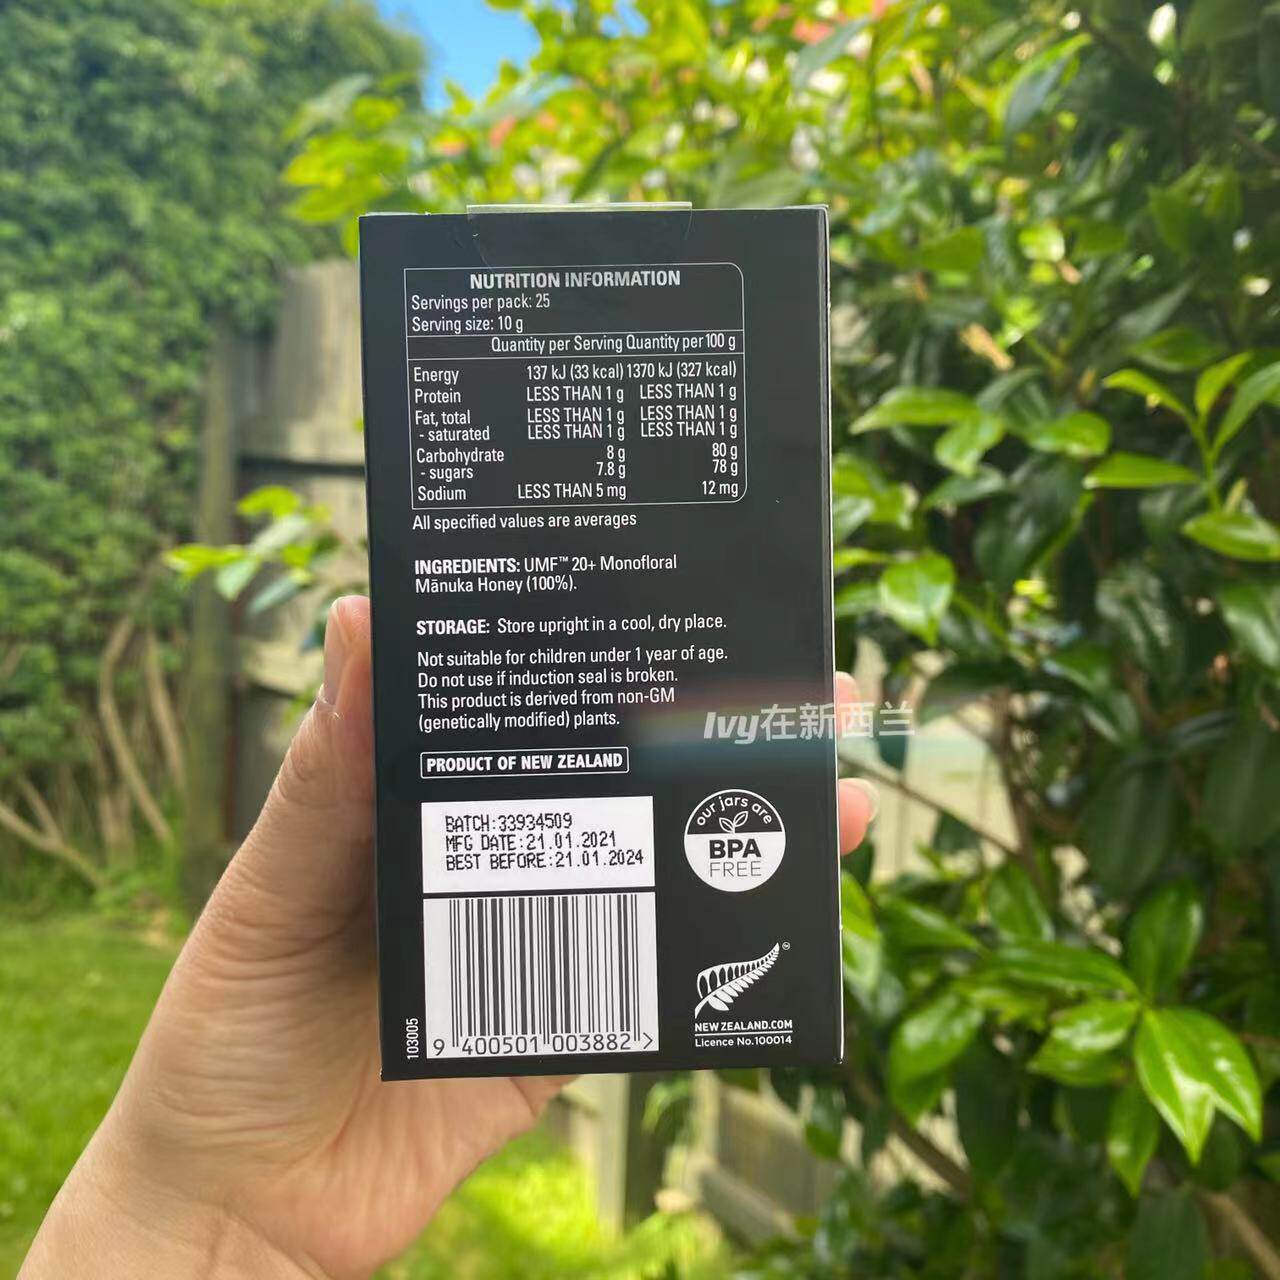 NUTRITION INFORMATION
Servings per pack: 25
Serving size: 10 g
Quantity per Serving Quantity per 100 g
Energy 137 kJ (33 kcal) 1370 kJ (327 kcal)
Protein LESS THAN 1 g LESS THAN 1 g
Fat, total LESS THAN 1 g LESS THAN 1 g
- saturated LESS THAN 1 g LESS THAN 1 g
Carbohydrate 8 g 80 g
- sugars 7.8 g 78 g
Sodium LESS THAN 5 mg 12 mg
All specified values are averages
INGREDIENTS: UMF™ 20+ Monofloral
Mānuka Honey (100%).
STORAGE: Store upright in a cool, dry place.
Not suitable for children under 1 year of age.
Do not use if induction seal is broken.
This product is derived from non-GM
(genetically modified) plants.
Ivy在新西兰
PRODUCT OF NEW ZEALAND
BATCH:33934509
MFG DATE:21.01.2021
BEST BEFORE:21.01.2024
our jars are
BPA
FREE
103005
9 400501 003882 >
NEW ZEALAND.COM
Licence No.100014